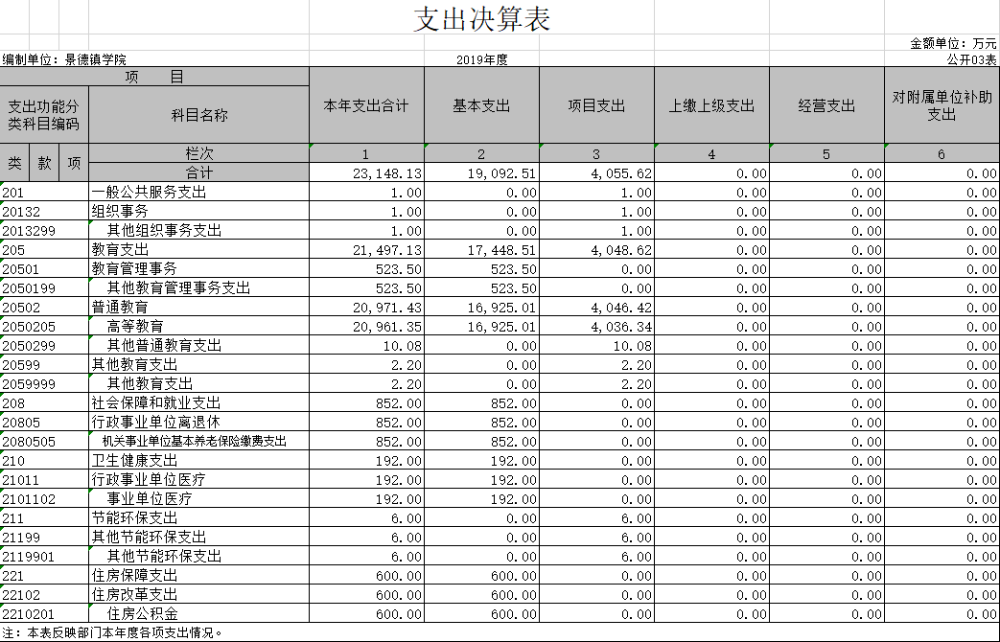 支出决算表
金额单位：万元
编制单位：景德镇学院 2019年度 公开03表
项 目 本年支出合计 基本支出 项目支出 上缴上级支出 经营支出 对附属单位补助支出
支出功能分类科目编码 科目名称
类 款 项 栏次 1 2 3 4 5 6
合计 23,148.13 19,092.51 4,055.62 0.00 0.00 0.00
201 一般公共服务支出 1.00 0.00 1.00 0.00 0.00 0.00
20132 组织事务 1.00 0.00 1.00 0.00 0.00 0.00
2013299 其他组织事务支出 1.00 0.00 1.00 0.00 0.00 0.00
205 教育支出 21,497.13 17,448.51 4,048.62 0.00 0.00 0.00
20501 教育管理事务 523.50 523.50 0.00 0.00 0.00 0.00
2050199 其他教育管理事务支出 523.50 523.50 0.00 0.00 0.00 0.00
20502 普通教育 20,971.43 16,925.01 4,046.42 0.00 0.00 0.00
2050205 高等教育 20,961.35 16,925.01 4,036.34 0.00 0.00 0.00
2050299 其他普通教育支出 10.08 0.00 10.08 0.00 0.00 0.00
20599 其他教育支出 2.20 0.00 2.20 0.00 0.00 0.00
2059999 其他教育支出 2.20 0.00 2.20 0.00 0.00 0.00
208 社会保障和就业支出 852.00 852.00 0.00 0.00 0.00 0.00
20805 行政事业单位离退休 852.00 852.00 0.00 0.00 0.00 0.00
2080505 机关事业单位基本养老保险缴费支出 852.00 852.00 0.00 0.00 0.00 0.00
210 卫生健康支出 192.00 192.00 0.00 0.00 0.00 0.00
21011 行政事业单位医疗 192.00 192.00 0.00 0.00 0.00 0.00
2101102 事业单位医疗 192.00 192.00 0.00 0.00 0.00 0.00
211 节能环保支出 6.00 0.00 6.00 0.00 0.00 0.00
21199 其他节能环保支出 6.00 0.00 6.00 0.00 0.00 0.00
2119901 其他节能环保支出 6.00 0.00 6.00 0.00 0.00 0.00
221 住房保障支出 600.00 600.00 0.00 0.00 0.00 0.00
22102 住房改革支出 600.00 600.00 0.00 0.00 0.00 0.00
2210201 住房公积金 600.00 600.00 0.00 0.00 0.00 0.00
注：本表反映部门本年度各项支出情况。